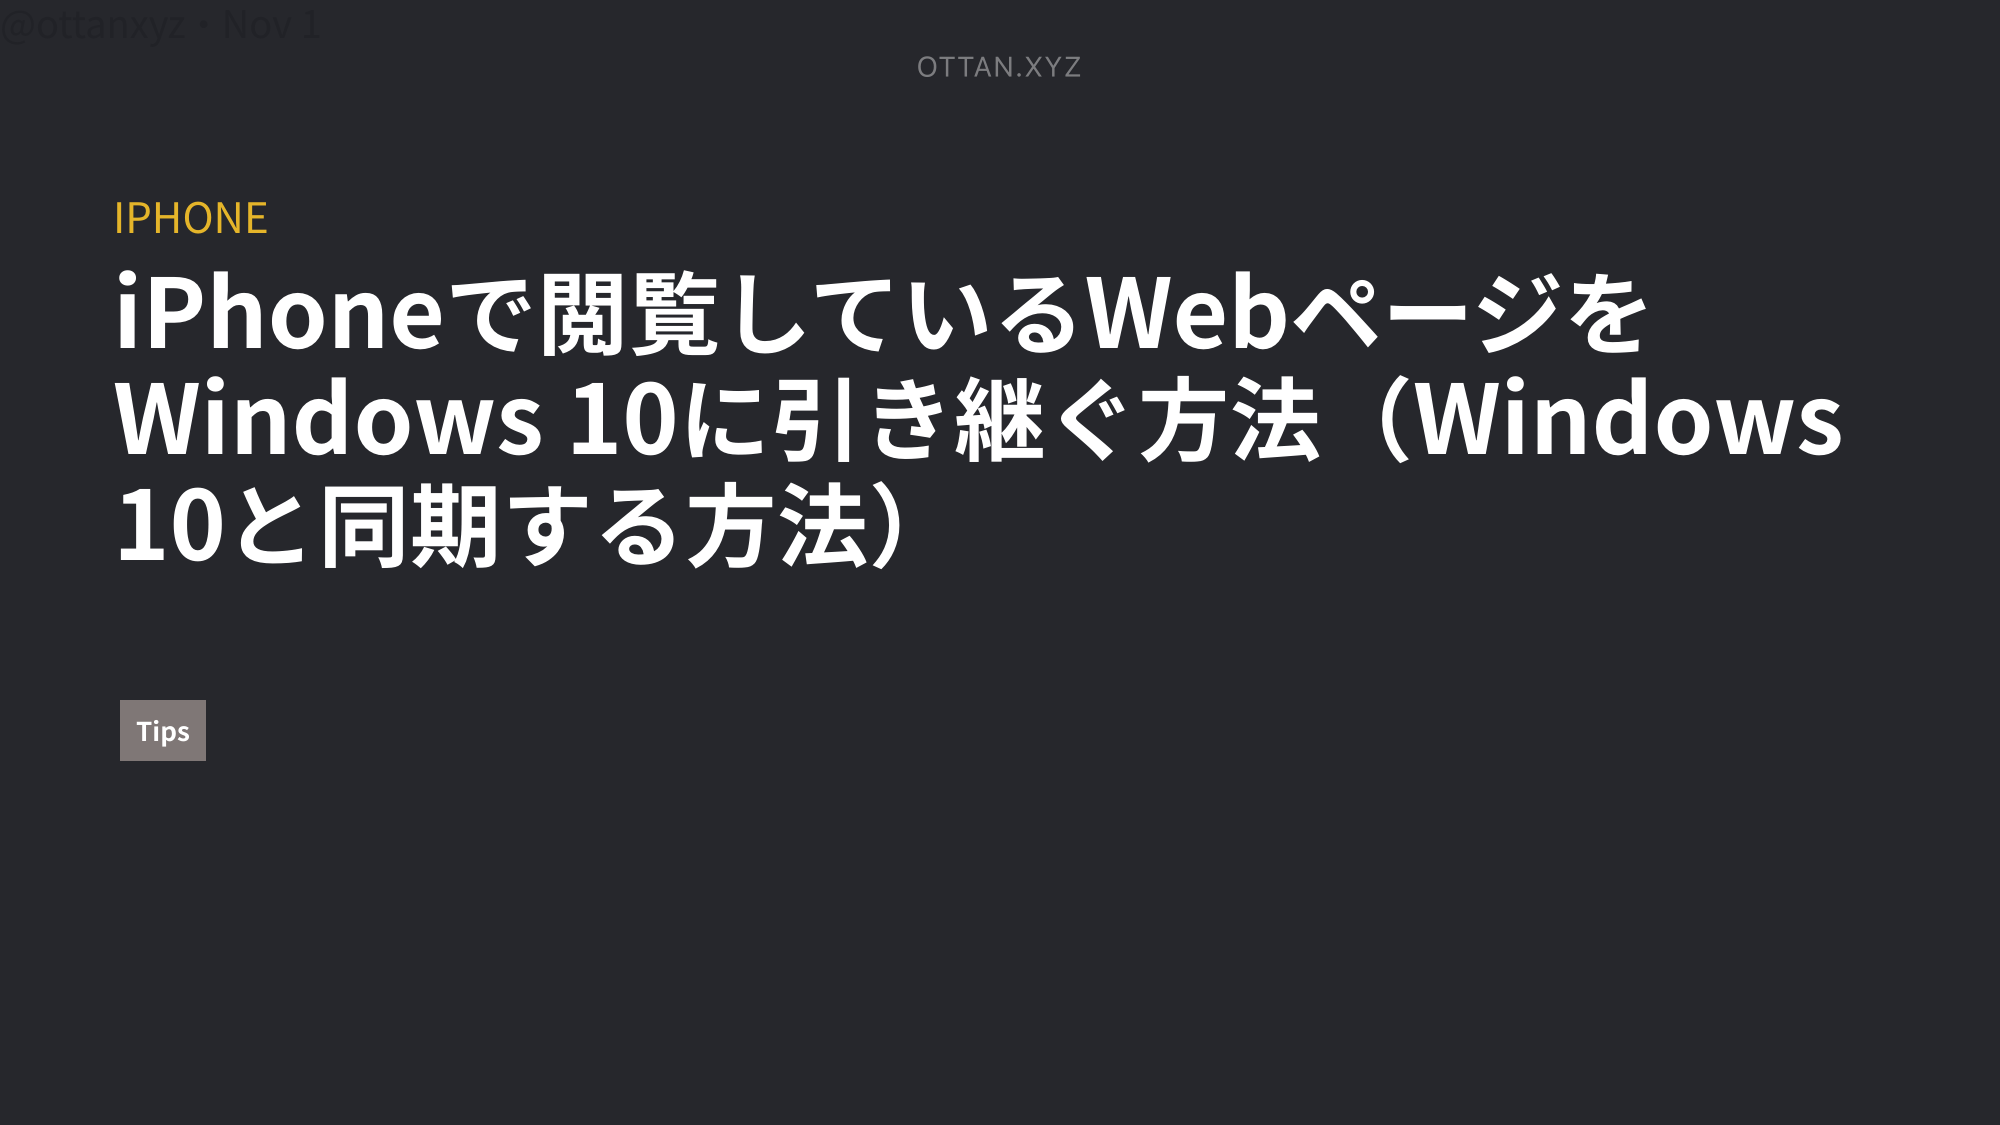 @ottanxyz・Nov 1
OTTAN.XYZ
IPHONE
iPhoneで閲覧しているWebページを
Windows 10に引き継ぐ方法（Windows
10と同期する方法）
Tips